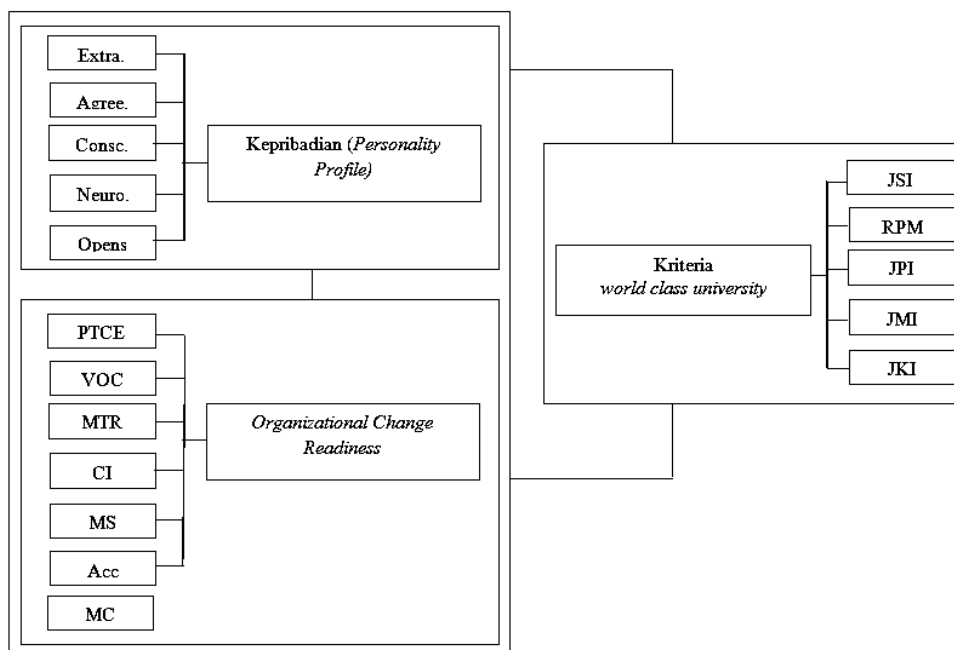 Extra.
Agree.
Consc.
Neuro.
Opens
Kepribadian (Personality
Profile)
PTCE
VOC
MTR
CI
MS
Acc
MC
Organizational Change
Readiness
Kriteria
world class university
JSI
RPM
JPI
JMI
JKI